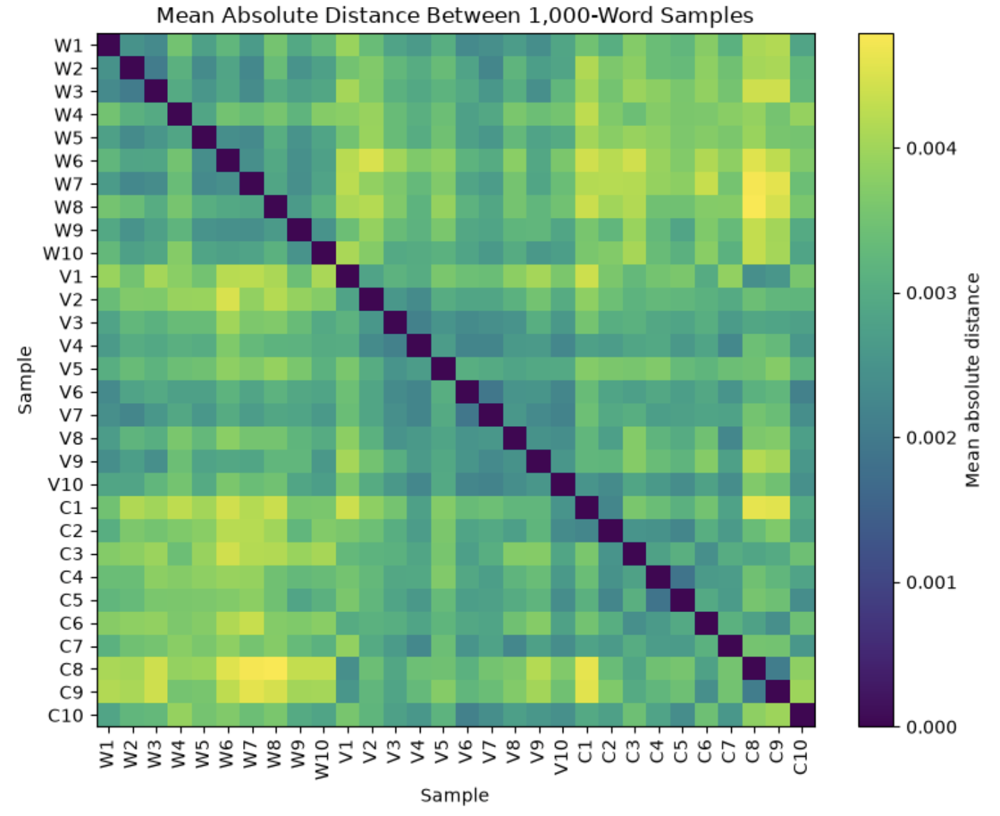 Mean Absolute Distance Between 1,000-Word Samples
W1
W2
W3
W4
W5
W6
W7
W8
W9
W10
V1
V2
V3
V4
V5
V6
V7
V8
V9
V10
C1
C2
C3
C4
C5
C6
C7
C8
C9
C10
Sample
W1 W2 W3 W4 W5 W6 W7 W8 W9 W10 V1 V2 V3 V4 V5 V6 V7 V8 V9 V10 C1 C2 C3 C4 C5 C6 C7 C8 C9 C10
Sample
0.004
0.003
0.002
0.001
0.000
Mean absolute distance